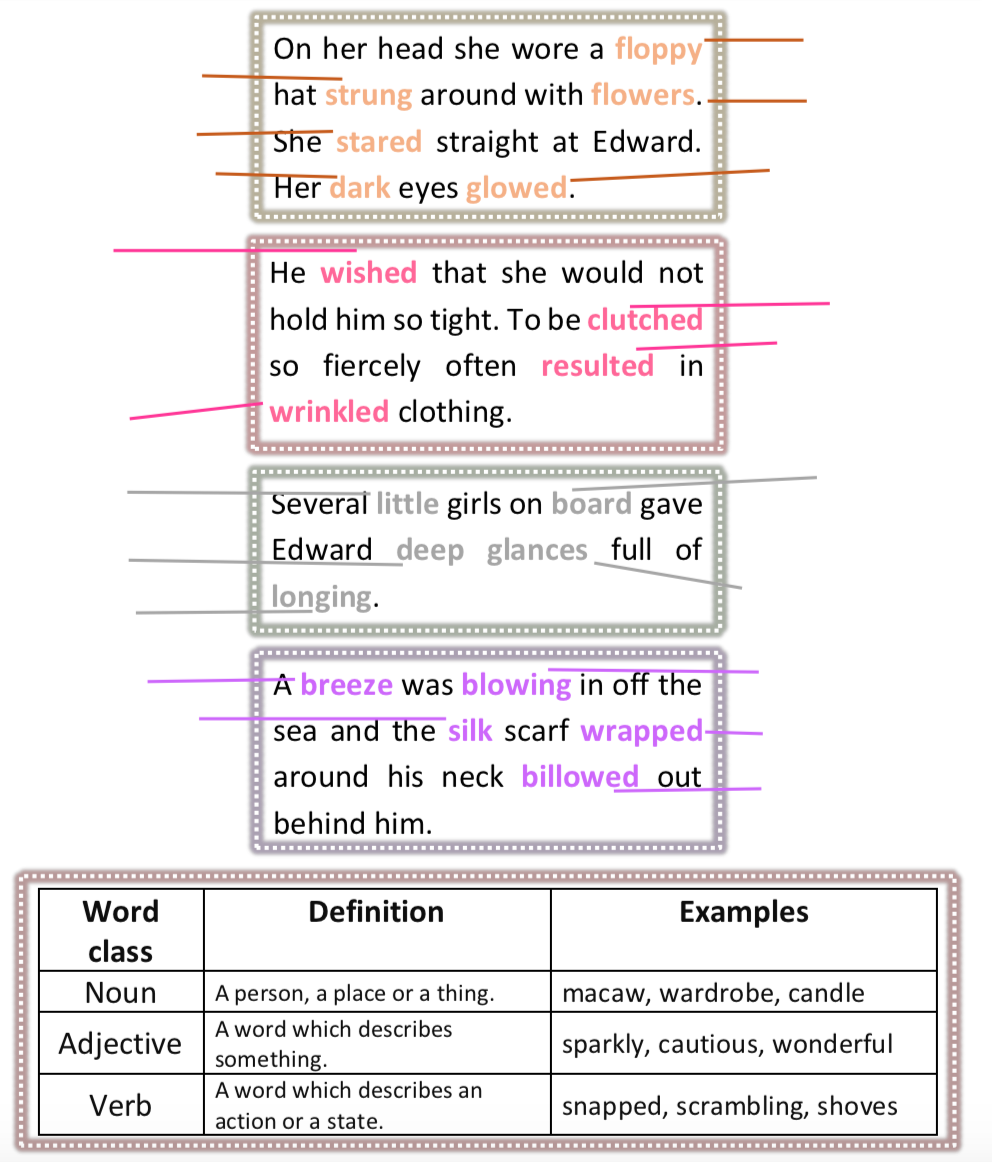 On her head she wore a floppy
hat strung around with flowers.
She stared straight at Edward.
Her dark eyes glowed.
He wished that she would not
hold him so tight. To be clutched
so fiercely often resulted in
wrinkled clothing.
Several little girls on board gave
Edward deep glances full of
longing.
A breeze was blowing in off the
sea and the silk scarf wrapped
around his neck billowed out
behind him.
Word class Definition Examples
Noun A person, a place or a thing. macaw, wardrobe, candle
Adjective A word which describes something. sparkly, cautious, wonderful
Verb A word which describes an action or a state. snapped, scrambling, shoves